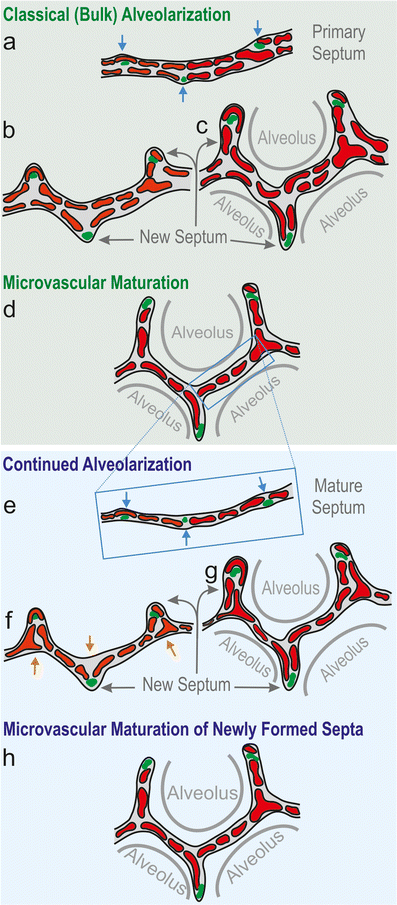 Classical (Bulk) Alveolarization
a
Primary
Septum
b
c
Alveolus
Alveolus
Alveolus
New Septum
Microvascular Maturation
d
Alveolus
Alveolus
Alveolus
Continued Alveolarization
e
Mature
Septum
f
g
Alveolus
Alveolus
Alveolus
New Septum
Microvascular Maturation of Newly Formed Septa
h
Alveolus
Alveolus
Alveolus